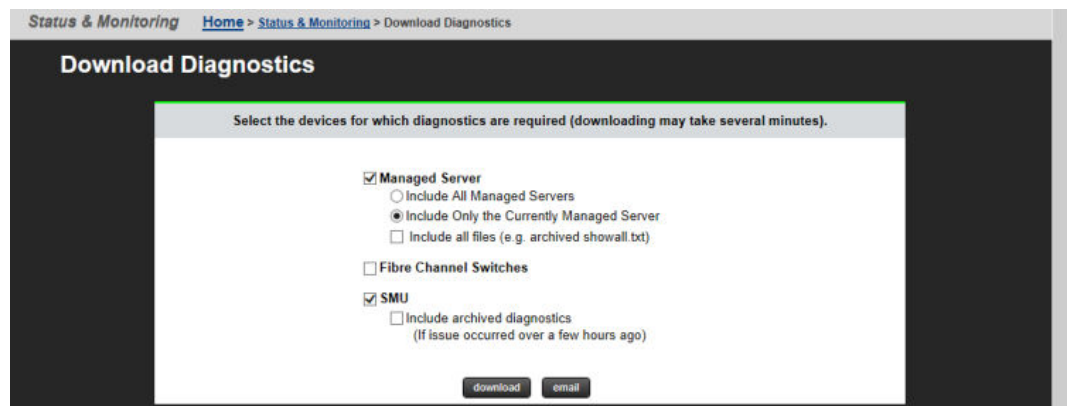 Status & Monitoring Home > Status & Monitoring > Download Diagnostics
Download Diagnostics
Select the devices for which diagnostics are required (downloading may take several minutes).
Managed Server
Include All Managed Servers
Include Only the Currently Managed Server
Include all files (e.g. archived showall.txt)
Fibre Channel Switches
SMU
Include archived diagnostics
(If issue occurred over a few hours ago)
download email